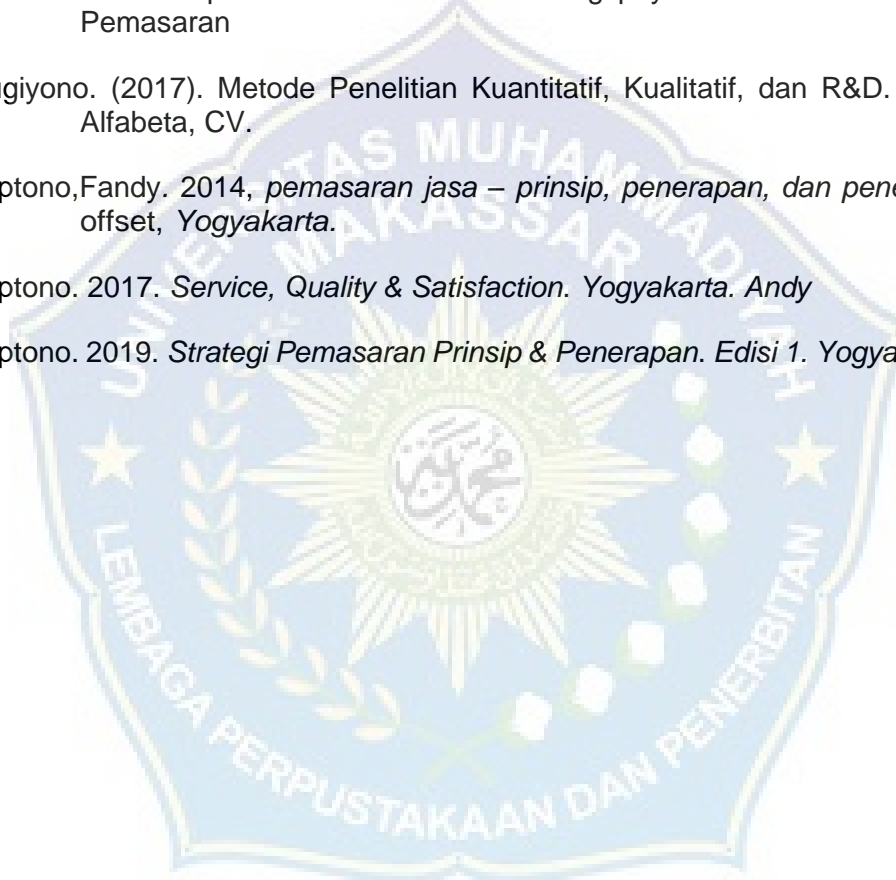 Pemasaran
giyono. (2017). Metode Penelitian Kuantitatif, Kualitatif, dan R&D.
Alfabeta, CV.
ptono,Fandy. 2014, pemasaran jasa – prinsip, penerapan, dan pene
offset, Yogyakarta.
ptono. 2017. Service, Quality & Satisfaction. Yogyakarta. Andy
ptono. 2019. Strategi Pemasaran Prinsip & Penerapan. Edisi 1. Yogya
UNIVERSITAS MUHAMMADIYAH
MAKASSAR
محمد
LEMBAGA PERPUSTAKAAN DAN PENERBITAN